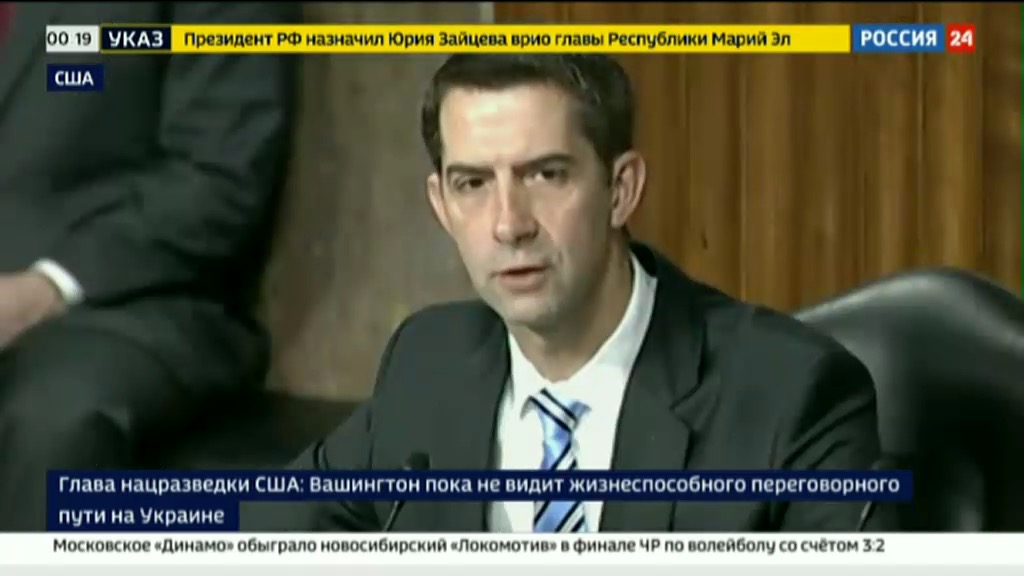 00 19 УКАЗ Президент РФ назначил Юрия Зайцева врио главы Республики Марий Эл РОССИЯ 24
США
Глава нацразведки США: Вашингтон пока не видит жизнеспособного переговорного
пути на Украине
Московское «Динамо» обыграло новосибирский «Локомотив» в финале ЧР по волейболу со счётом 3:2